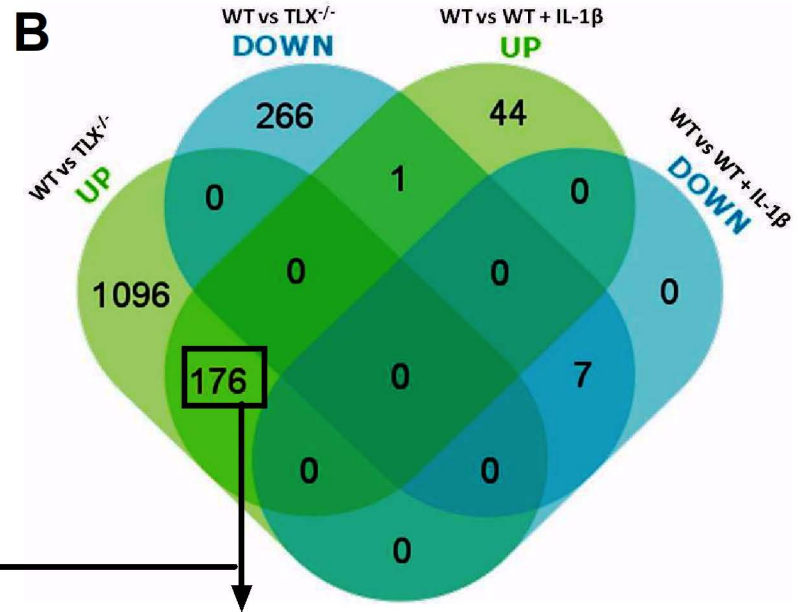 B
WT vs TLX-/-
DOWN
WT vs WT + IL-1β
UP
WT vs TLX-/-
UP
WT vs WT + IL-1β
DOWN
266
44
0
1
0
1096
0
0
0
176
0
7
0
0
0